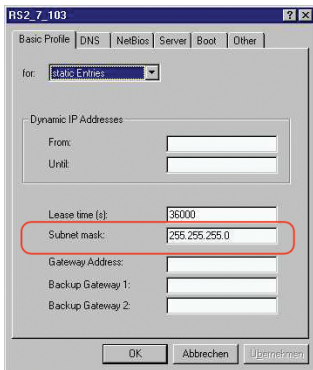 RS2_7_103
Basic Profile DNS NetBios Server Boot Other
for: static Entries
Dynamic IP Addresses
From:
Until:
Lease time (s): 36000
Subnet mask: 255.255.255.0
Gateway Address:
Backup Gateway 1:
Backup Gateway 2:
OK Abbrechen Übernehmen